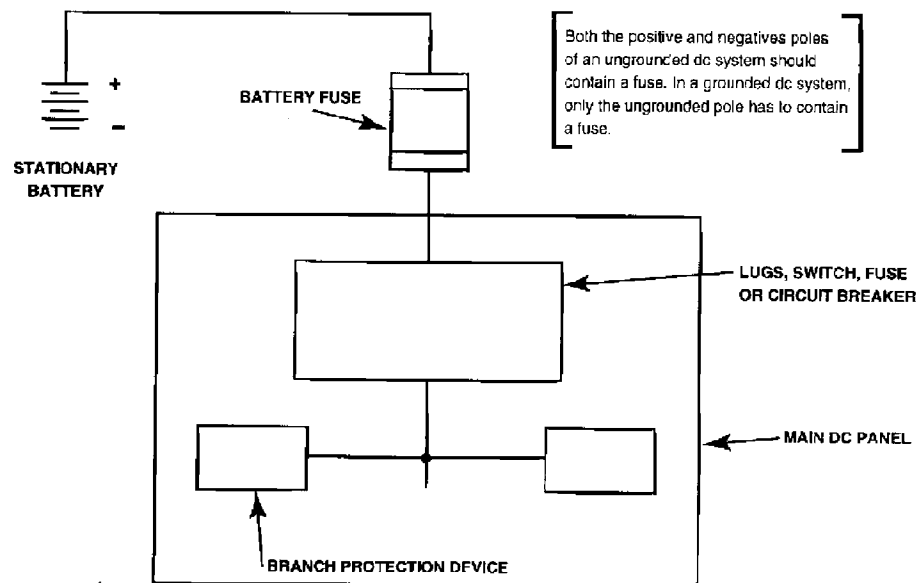 Both the positive and negatives poles
of an ungrounded dc system should
contain a fuse. In a grounded dc system,
only the ungrounded pole has to contain
a fuse.
+
BATTERY FUSE
–
STATIONARY
BATTERY
LUGS, SWITCH, FUSE
OR CIRCUIT BREAKER
MAIN DC PANEL
BRANCH PROTECTION DEVICE